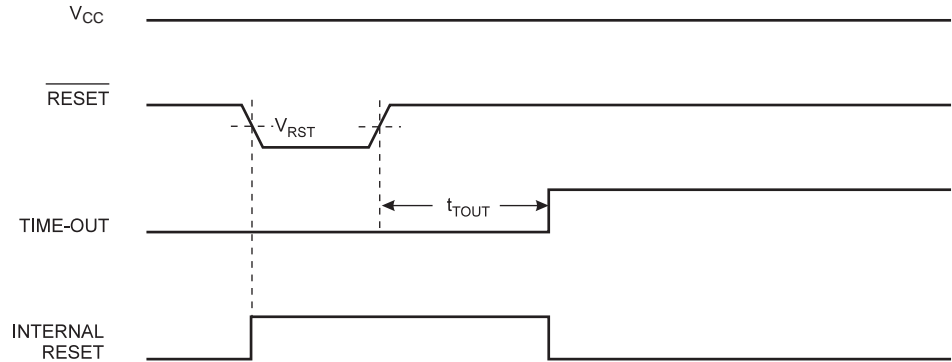 VCC
RESET
VRST
tTOUT
TIME-OUT
INTERNAL
RESET